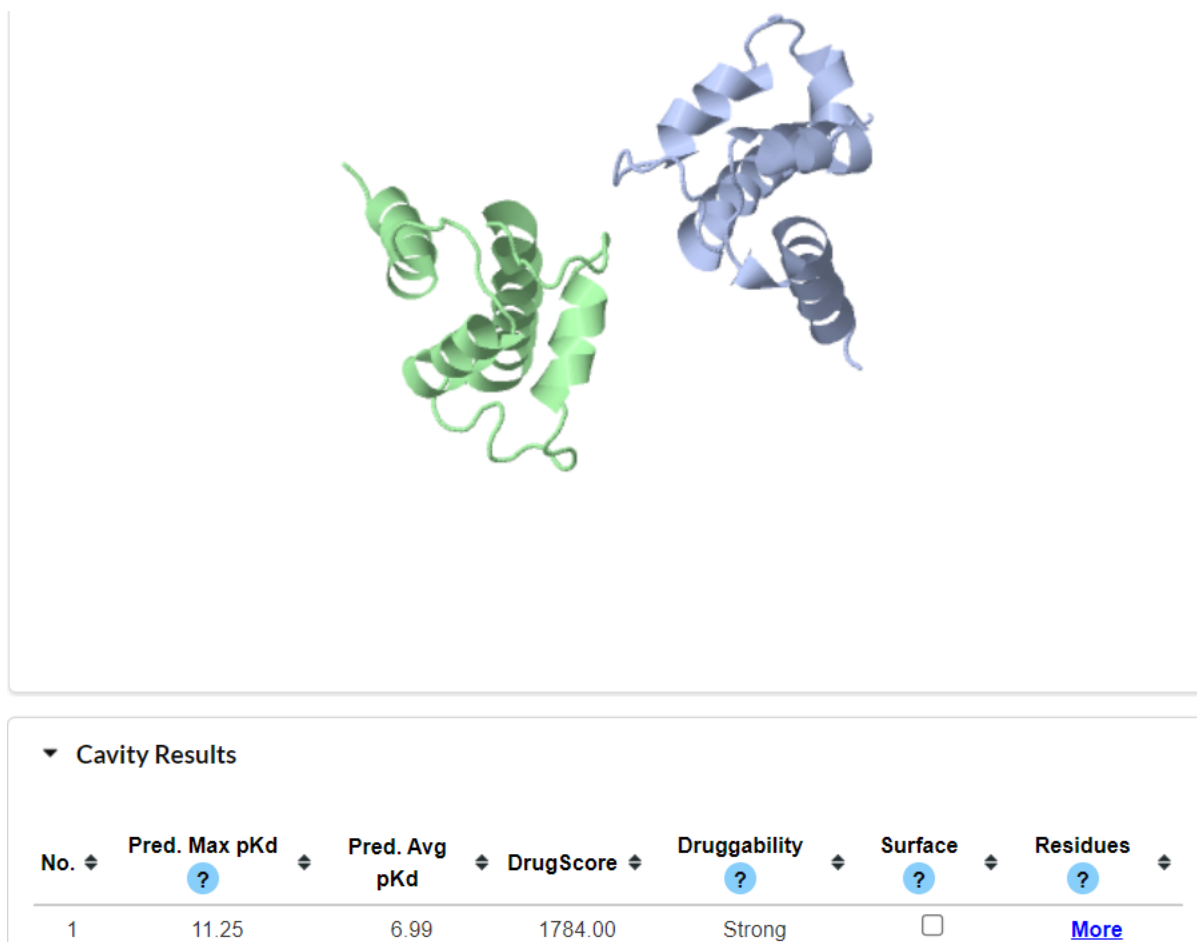 Cavity Results
No. Pred. Max pKd ? Pred. Avg pKd DrugScore Druggability ? Surface ? Residues ?
1 11.25 6.99 1784.00 Strong More